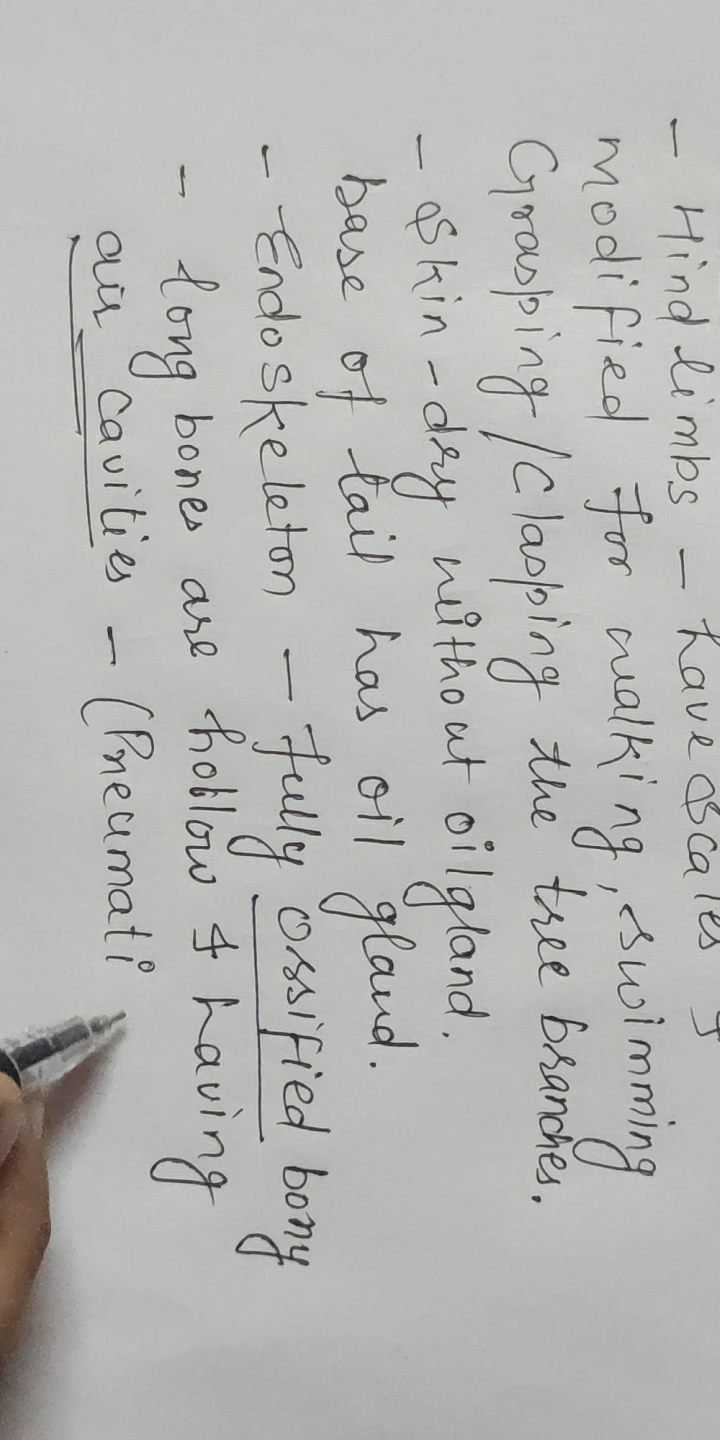 - Hind limbs - have scales &
modified for walking, swimming
Grasping/Clasping the tree branches.
- Skin - dry without oil gland.
base of tail has oil gland.
- Endoskeleton - fully ossified bony
- long bones are hollow & having
air cavities - (Pneumati